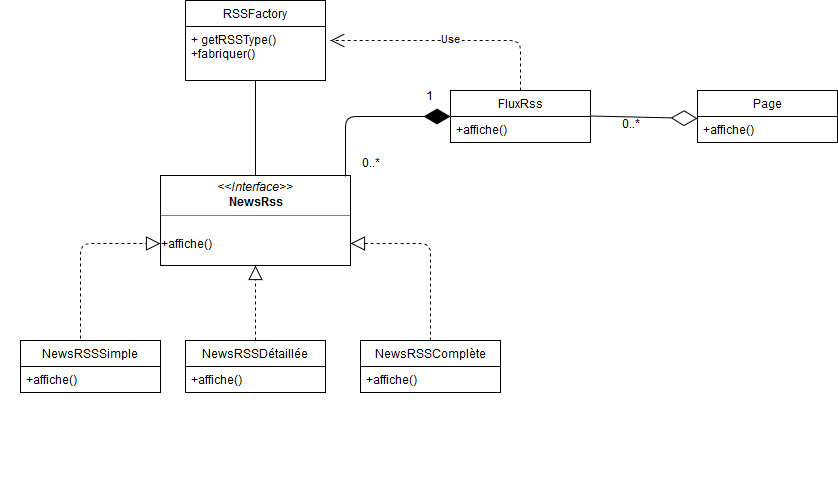 RSSFactory
+ getRSSType()
+fabriquer()
Use
1
FluxRss
+affiche()
0..*
Page
+affiche()
0..*
<<Interface>>
NewsRss
+affiche()
NewsRSSSimple
+affiche()
NewsRSSDétaillée
+affiche()
NewsRSSComplète
+affiche()